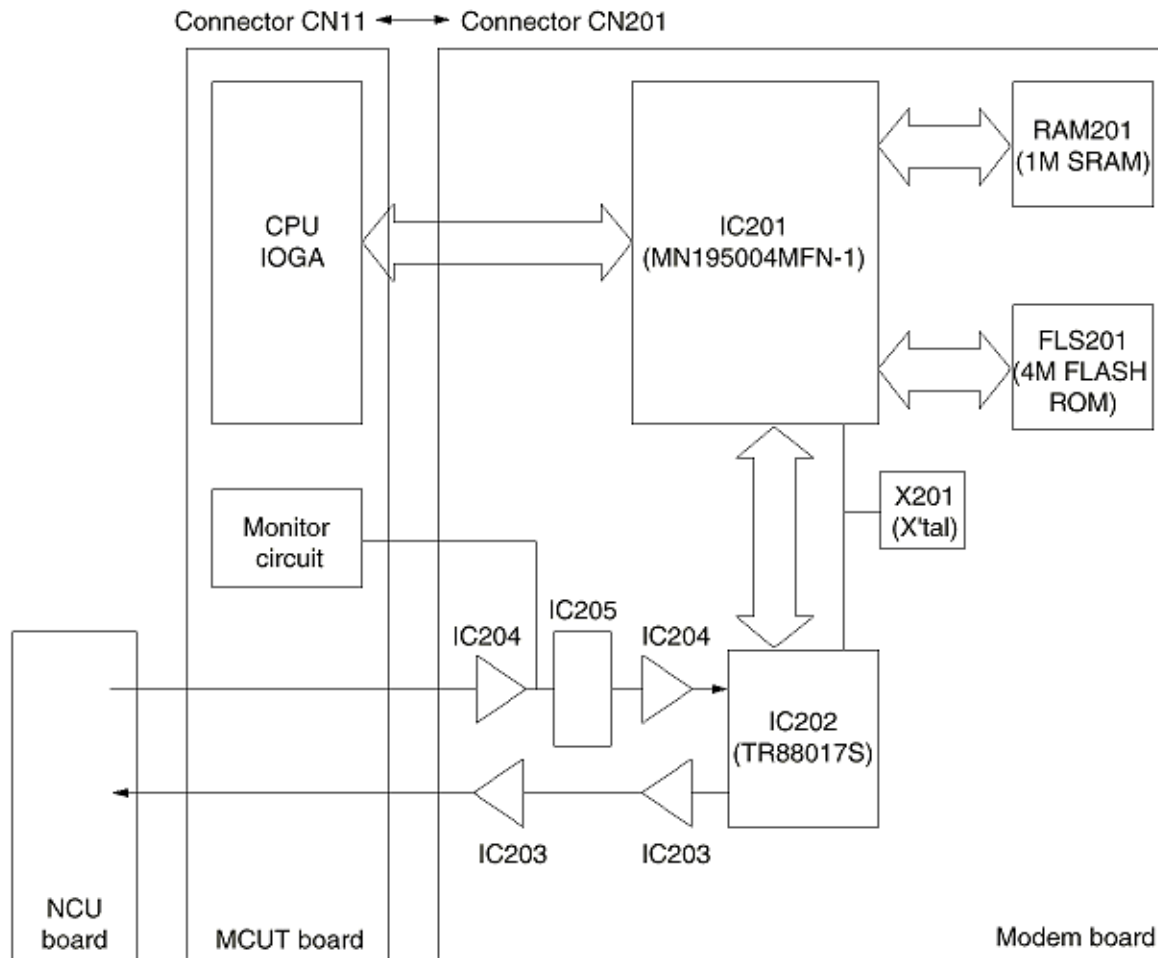 Connector CN11
Connector CN201
CPU
IOGA
IC201
(MN195004MFN-1)
RAM201
(1M SRAM)
FLS201
(4M FLASH
ROM)
X201
(X'tal)
Monitor
circuit
IC204
IC205
IC204
IC202
(TR88017S)
IC203
IC203
NCU
board
MCUT board
Modem board